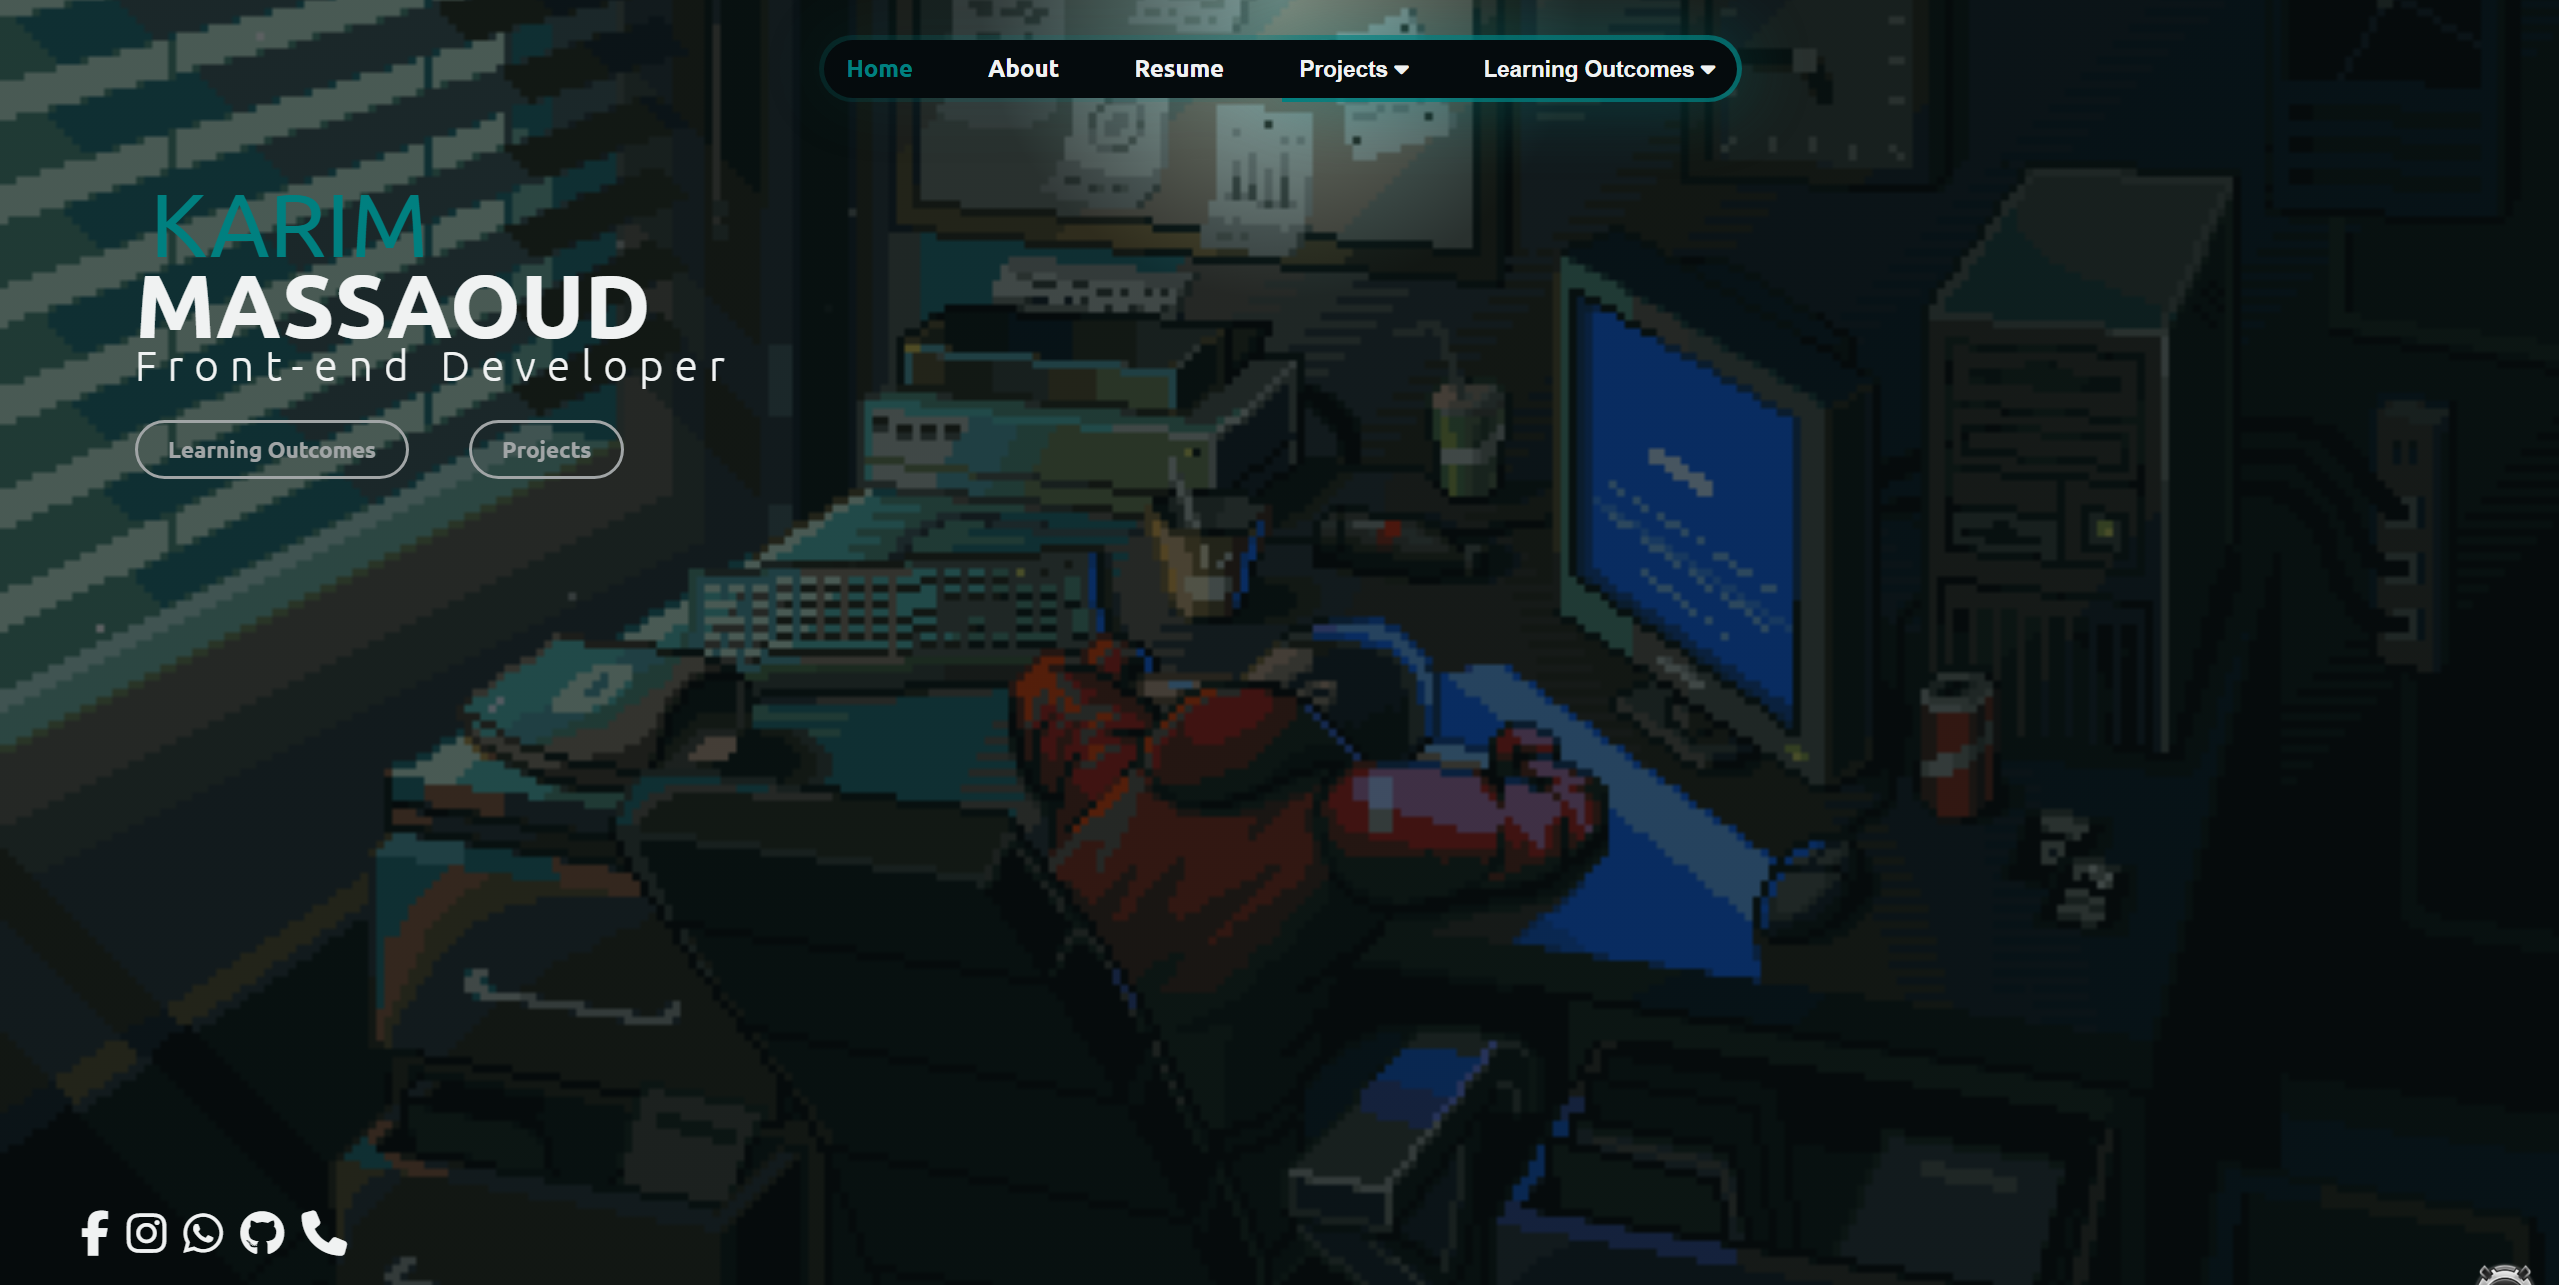 Home About Resume Projects Learning Outcomes
KARIM
MASSAOUD
Front-end Developer
Learning Outcomes Projects